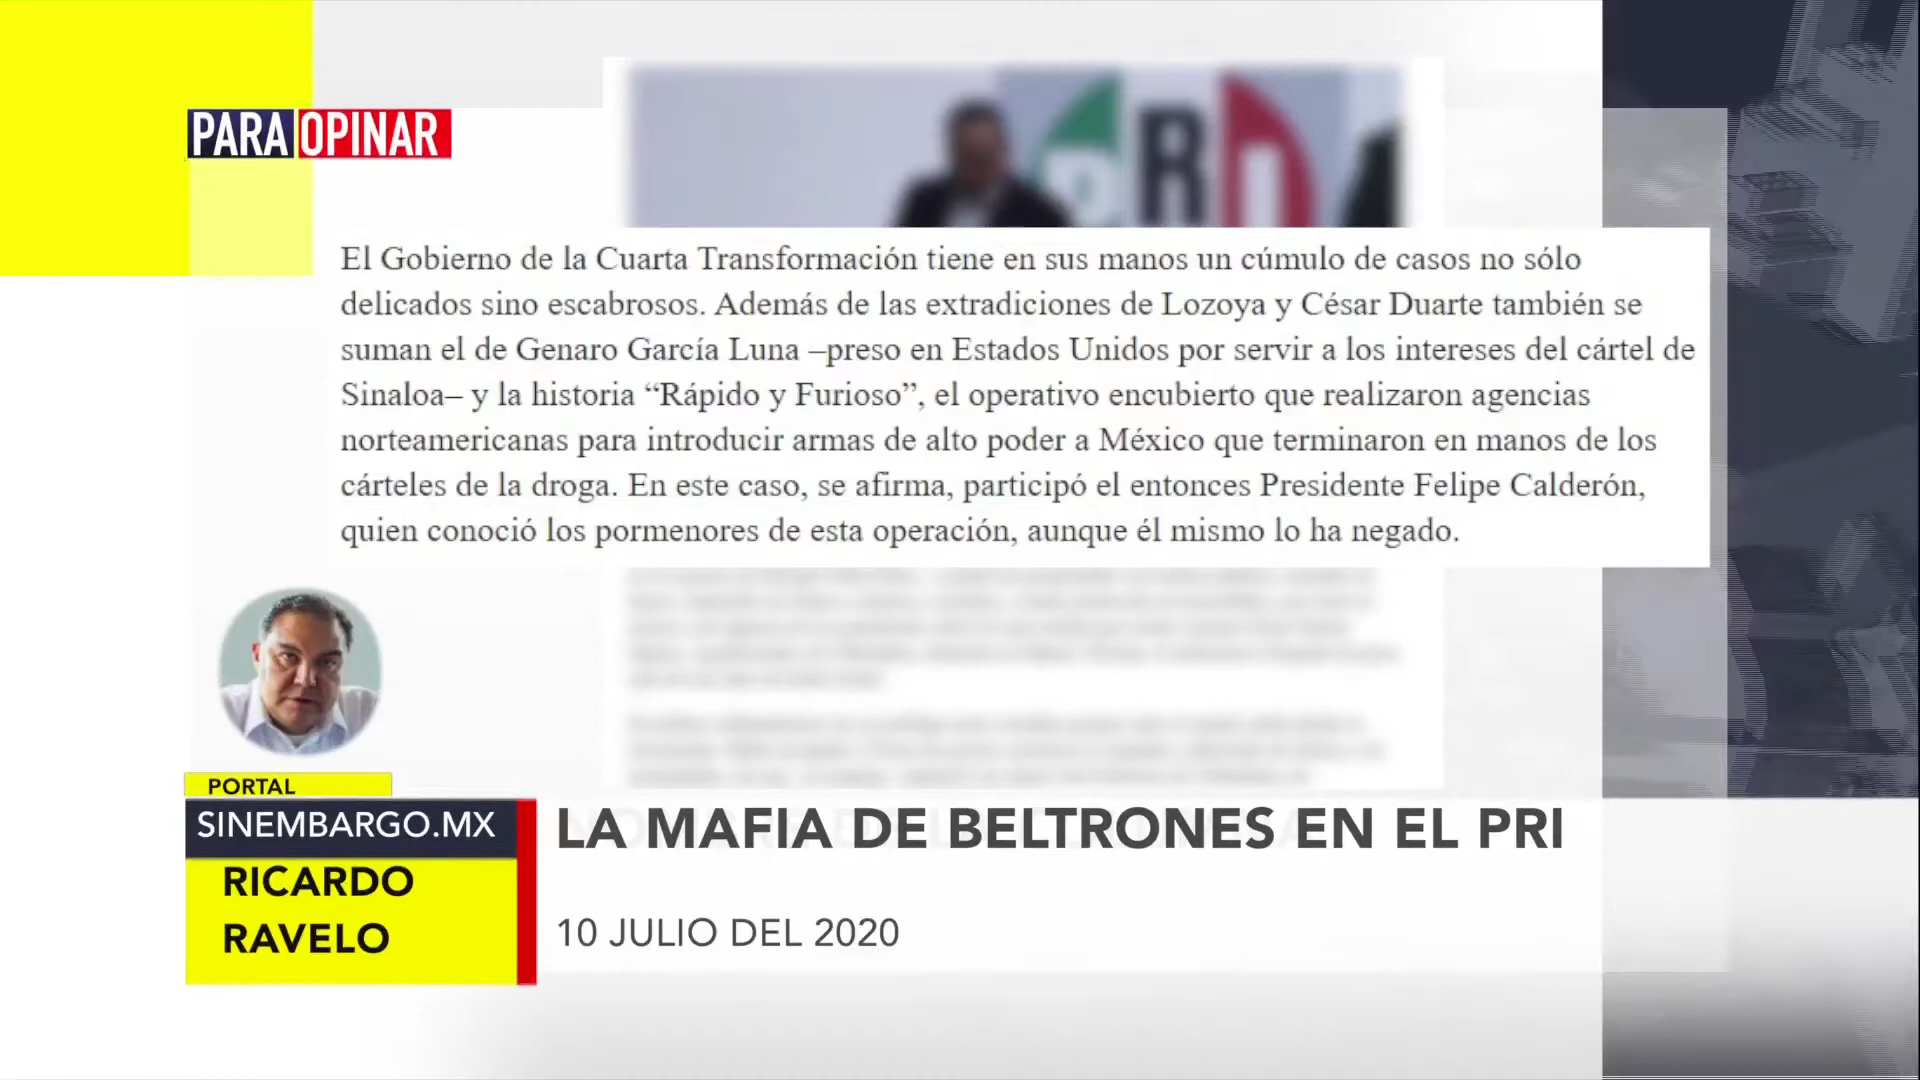 PARA OPINAR
PRI
El Gobierno de la Cuarta Transformación tiene en sus manos un cúmulo de casos no sólo
delicados sino escabrosos. Además de las extradiciones de Lozoya y César Duarte también se
suman el de Genaro García Luna –preso en Estados Unidos por servir a los intereses del cártel de
Sinaloa– y la historia “Rápido y Furioso”, el operativo encubierto que realizaron agencias
norteamericanas para introducir armas de alto poder a México que terminaron en manos de los
cárteles de la droga. En este caso, se afirma, participó el entonces Presidente Felipe Calderón,
quien conoció los pormenores de esta operación, aunque él mismo lo ha negado.
PORTAL
SINEMBARGO.MX
RICARDO
RAVELO
LA MAFIA DE BELTRONES EN EL PRI
10 JULIO DEL 2020